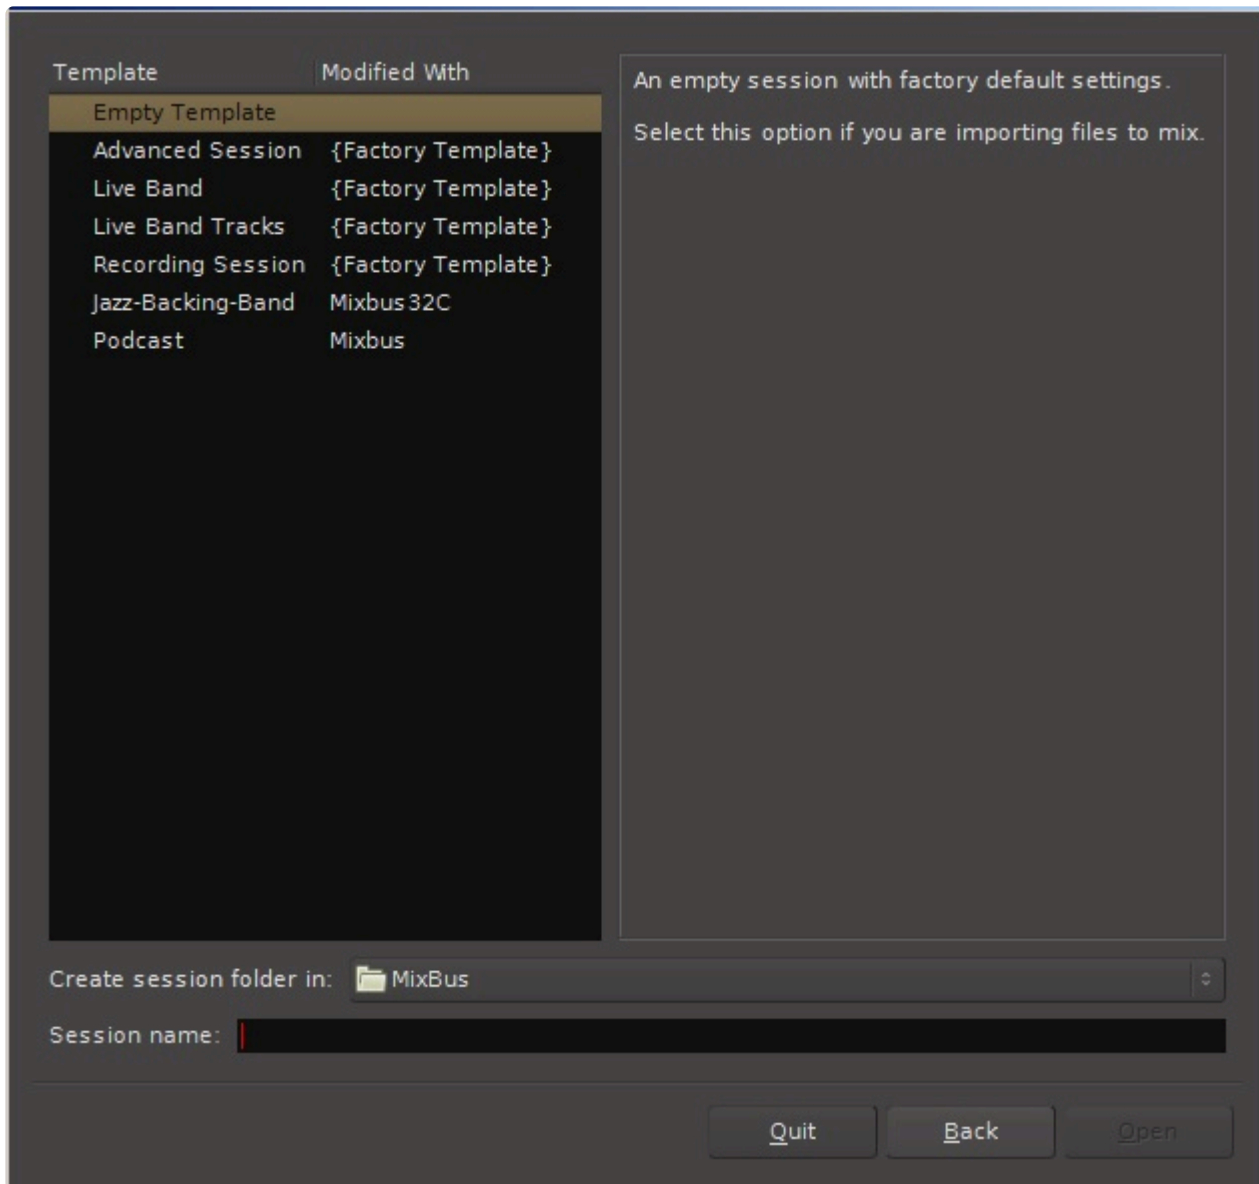 Template Modified With
Empty Template
Advanced Session {Factory Template}
Live Band {Factory Template}
Live Band Tracks {Factory Template}
Recording Session {Factory Template}
Jazz-Backing-Band Mixbus32C
Podcast Mixbus
An empty session with factory default settings.
Select this option if you are importing files to mix.
Create session folder in: MixBus
Session name:
Quit Back Open